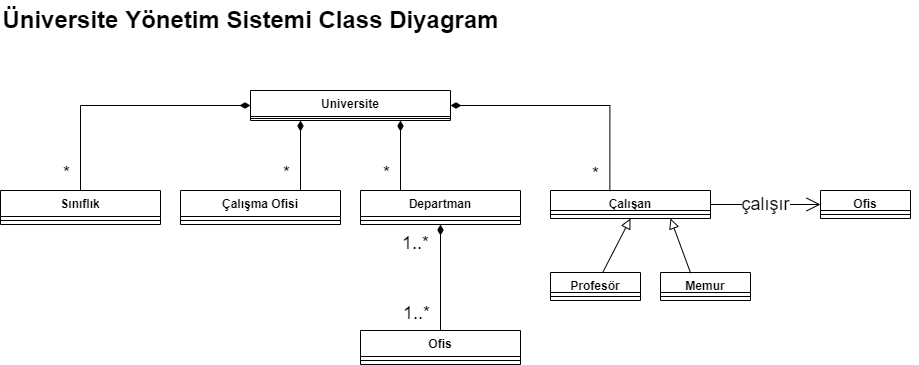 Üniversite Yönetim Sistemi Class Diyagram
Universite
*
*
*
*
Sınıflık
Çalışma Ofisi
Departman
Çalışan
çalışır
Ofis
1..*
Profesör
Memur
1..*
Ofis